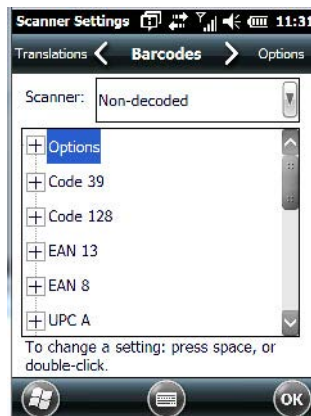 Scanner Settings 11:31
Translations Barcodes Options
Scanner: Non-decoded
Options
Code 39
Code 128
EAN 13
EAN 8
UPC A
To change a setting: press space, or
double-click.
OK